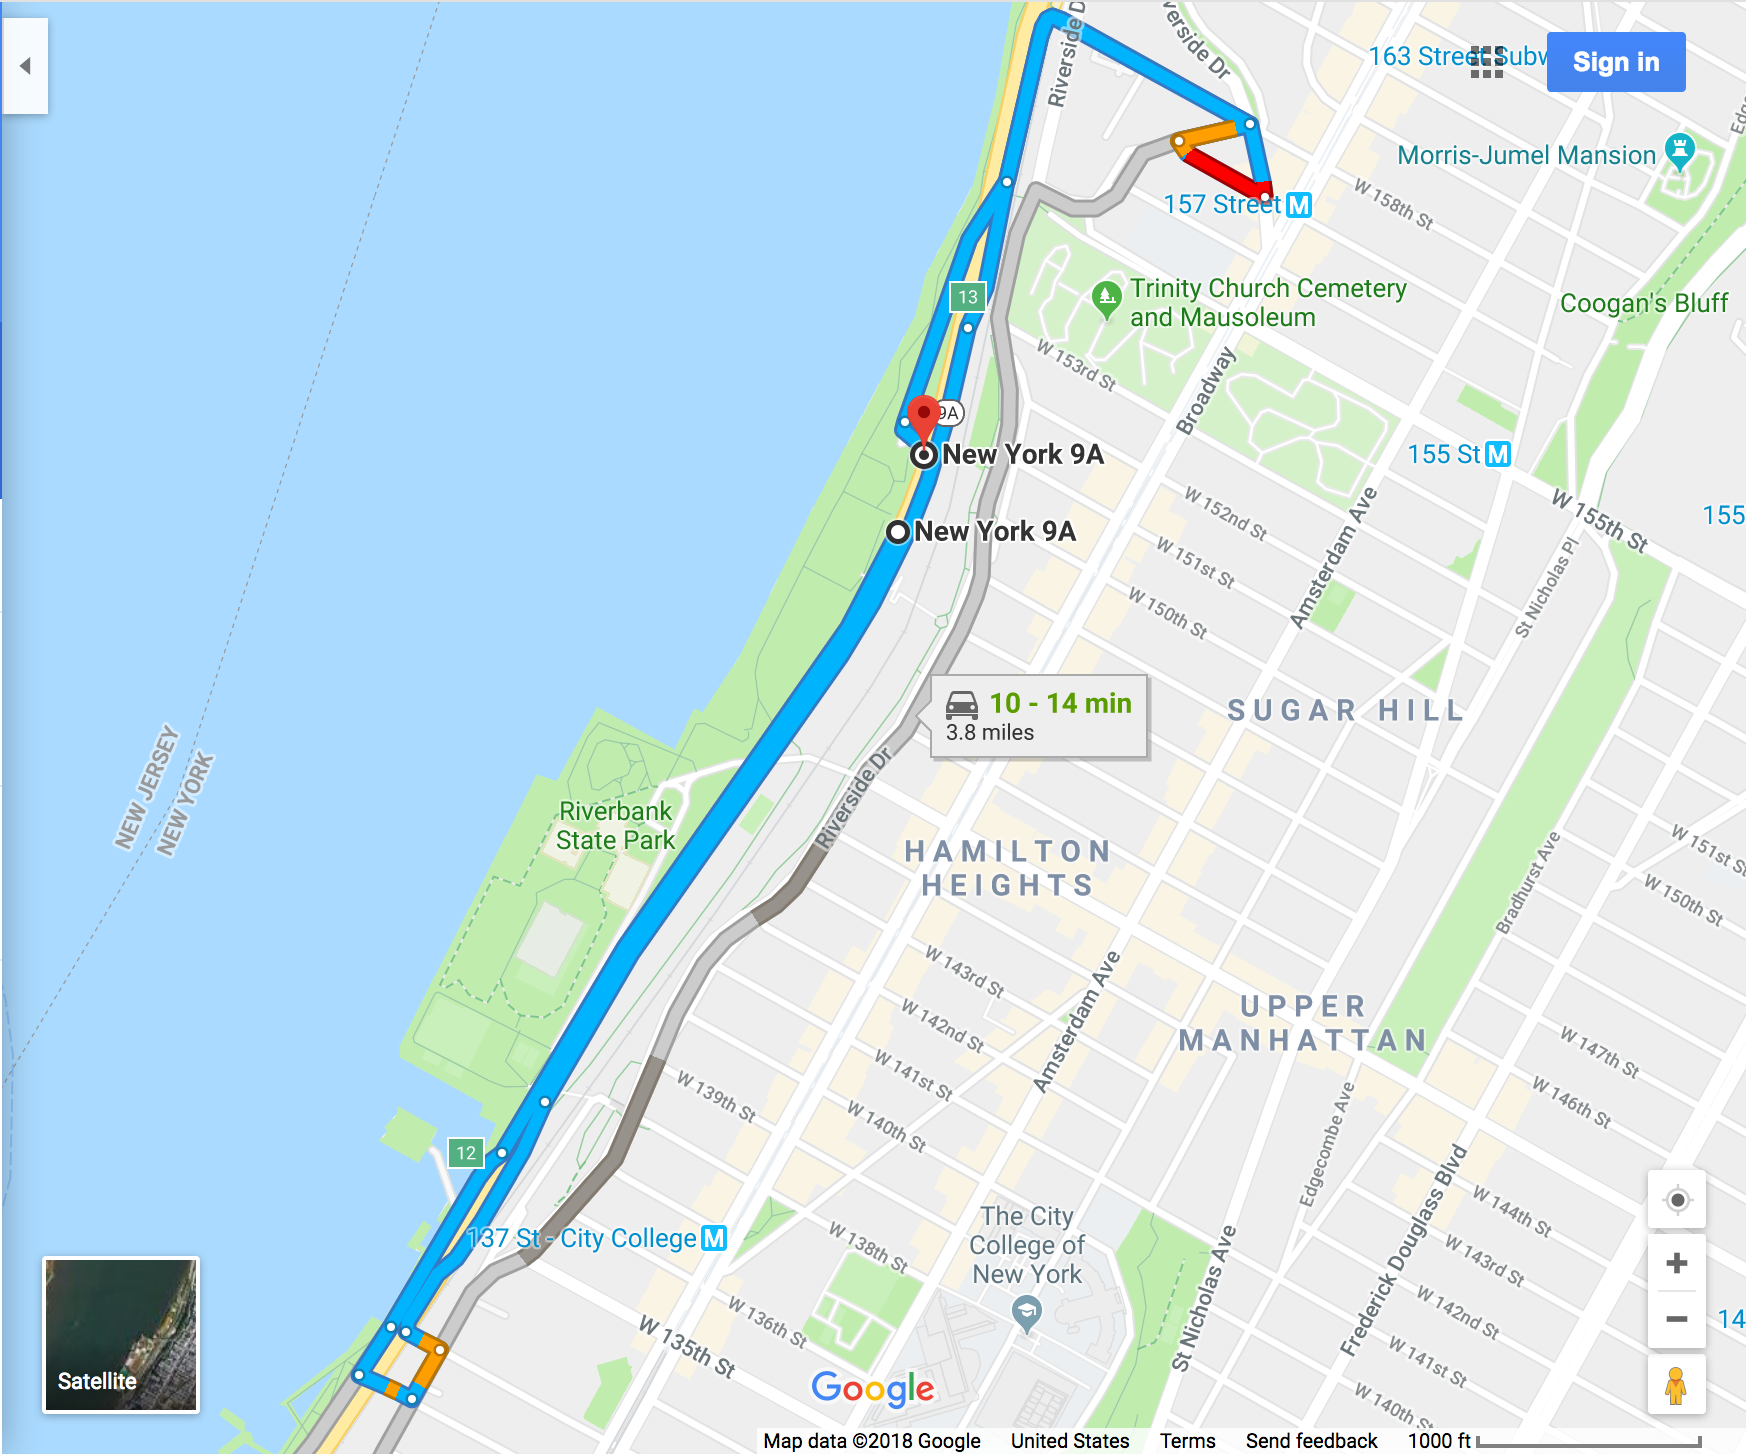 Riverside D
verside Dr
163 Street Subw
Sign in
Edge
Morris-Jumel Mansion
W 158th St
157 Street M
13
Trinity Church Cemetery
and Mausoleum
Coogan's Bluff
W 153rd St
Broadway
9A
New York 9A
155 St M
W 152nd St
W 155th St
155
New York 9A
W 151st St
Amsterdam Ave
St Nicholas Pl
W 150th St
10 - 14 min
3.8 miles
SUGAR HILL
NEW JERSEY
NEW YORK
Riverside Dr
Riverbank
State Park
HAMILTON
HEIGHTS
Bradhurst Ave
W 151st St
W 150th St
W 143rd St
Amsterdam Ave
UPPER
MANHATTAN
W 142nd St
W 147th St
W 141st St
W 139th St
W 146th St
W 140th St
Edgecombe Ave
12
Frederick Douglass Blvd
W 144th St
137 St - City College M
The City
College of
New York
W 138th St
St Nicholas Ave
W 143rd St
W 142nd St
W 136th St
14
W 135th St
W 141st St
Satellite
Google
W 140th St
Map data ©2018 Google
United States
Terms
Send feedback
1000 ft